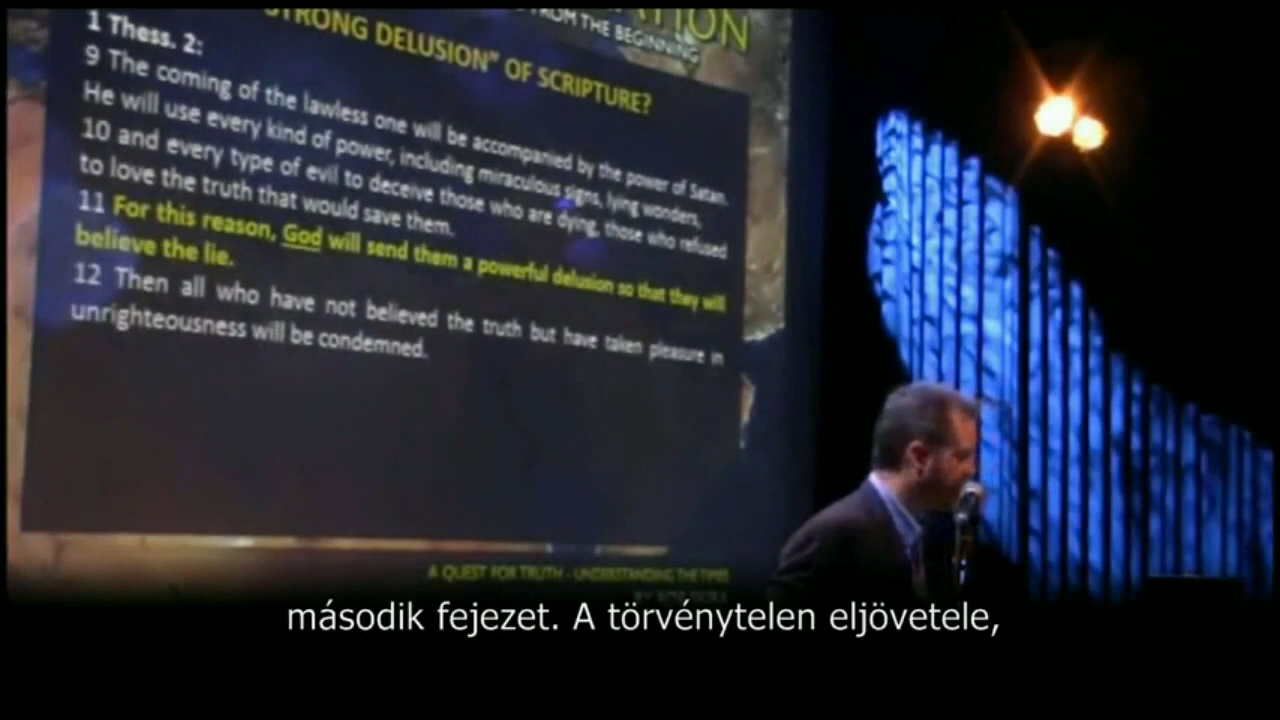 FROM THE BEGINNING
STRONG DELUSION” OF SCRIPTURE?
1 Thess. 2:
9 The coming of the lawless one will be accompanied by the power of Satan.
He will use every kind of power, including miraculous signs, lying wonders,
10 and every type of evil to deceive those who are dying, those who refused
to love the truth that would save them.
11 For this reason, God will send them a powerful delusion so that they will
believe the lie.
12 Then all who have not believed the truth but have taken pleasure in
unrighteousness will be condemned.
A QUEST FOR TRUTH - UNDERSTANDING THE TIMES
második fejezet. A törvénytelen eljövetele,